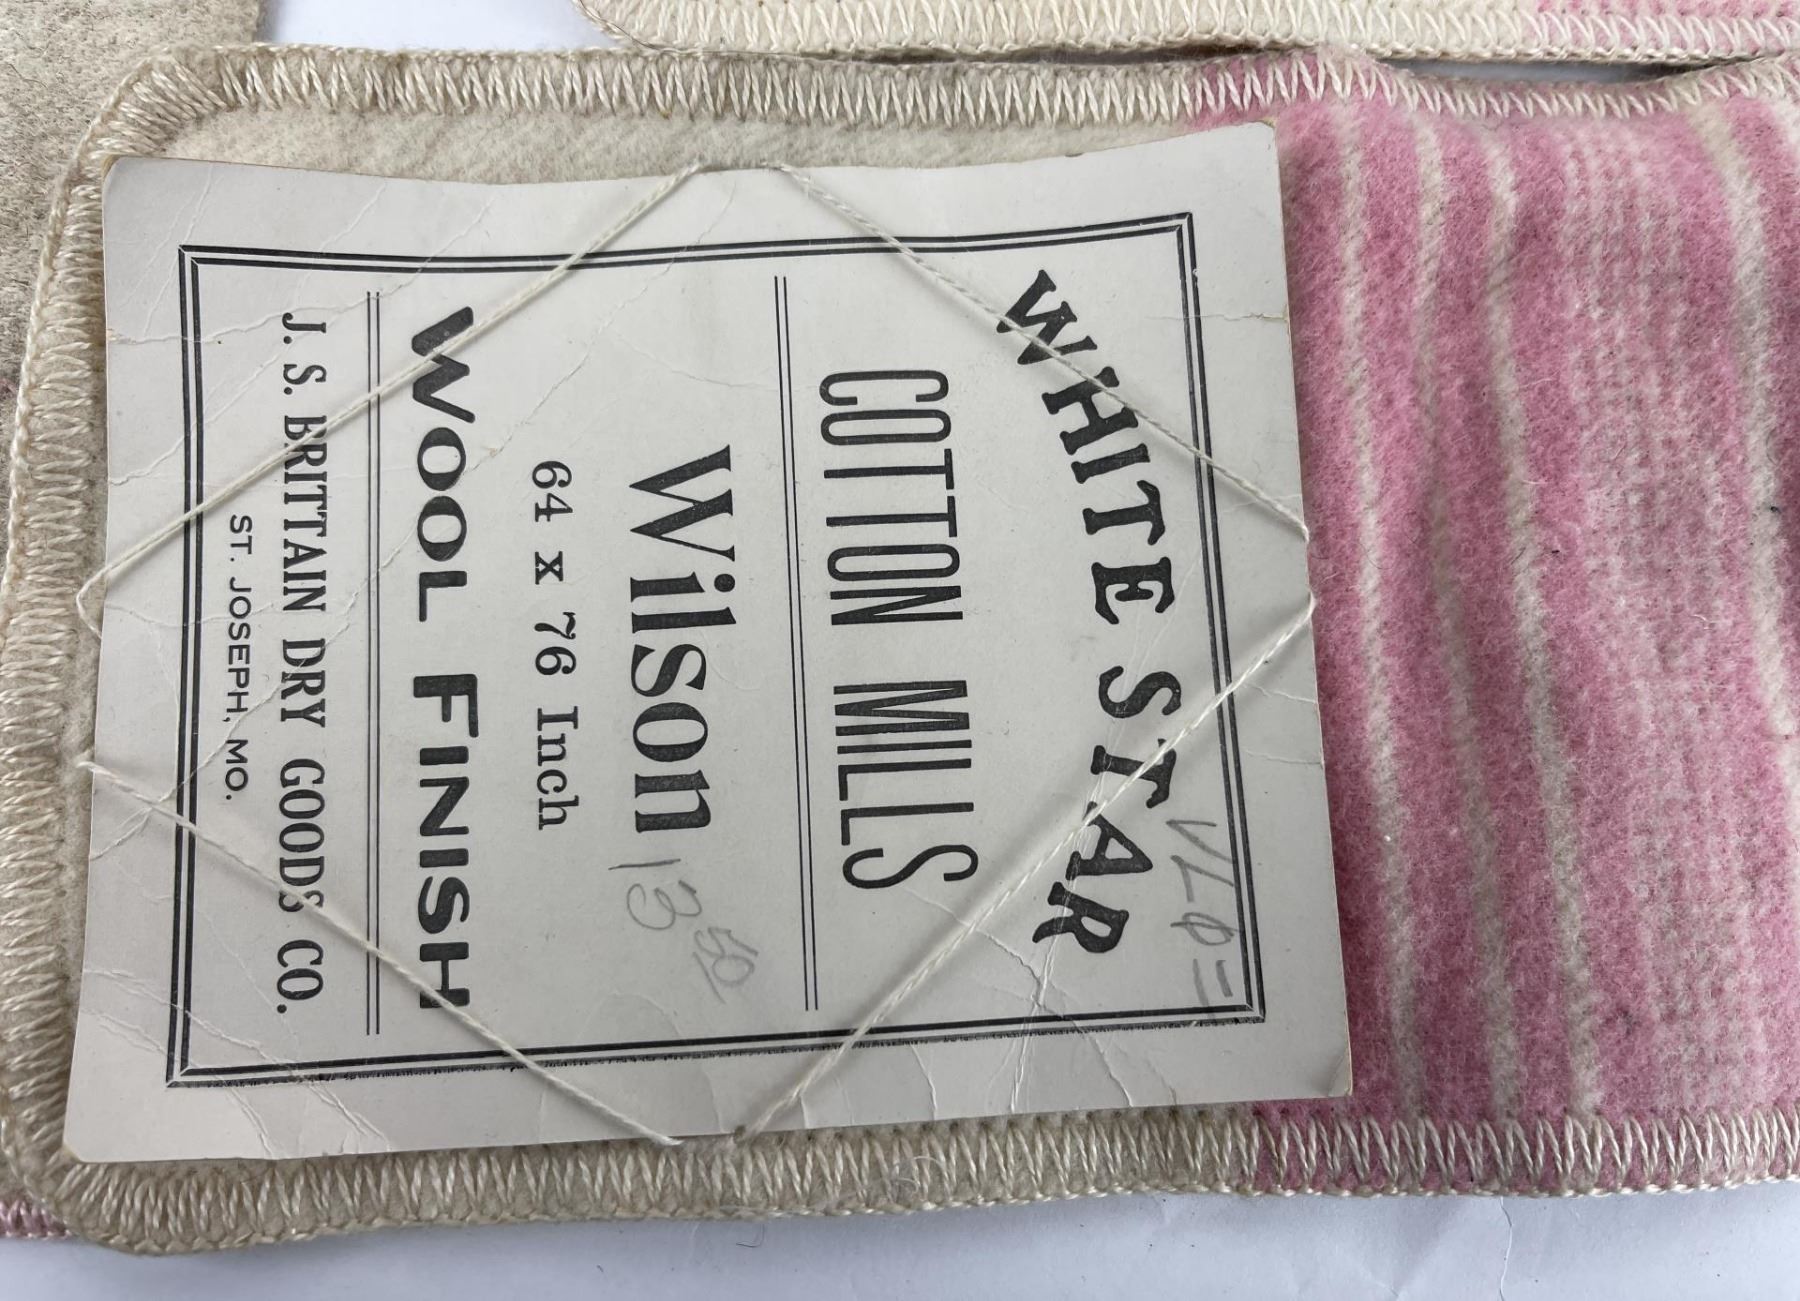 WHITE STAR
COTTON MILLS
Wilson 13 50
64 x 76 Inch
WOOL FINISH
J. S. BRITTAIN DRY GOODS CO.
ST. JOSEPH, MO.